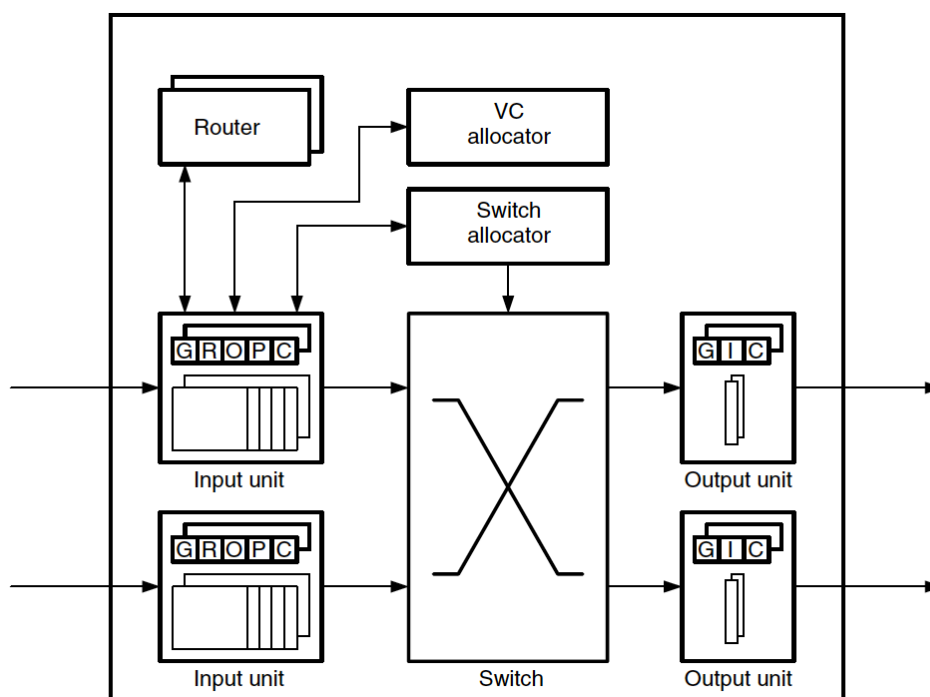 Router
VC
allocator
Switch
allocator
G R O P C
G I C
Input unit
Output unit
G R O P C
G I C
Input unit
Switch
Output unit